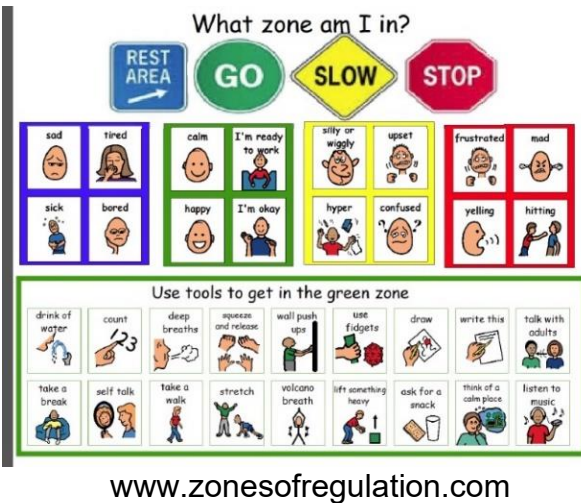 What zone am I in?
REST
AREA
GO
SLOW
STOP
sad
tired
sick
bored
calm
I'm ready
to work
happy
I'm okay
silly or
wiggly
upset
hyper
confused
frustrated
mad
yelling
hitting
Use tools to get in the green zone
drink of
water
count
123
deep
breaths
squeeze
and release
wall push
ups
use
fidgets
draw
write this
talk with
adults
take a
break
self talk
take a
walk
stretch
volcano
breath
lift something
heavy
ask for a
snack
think of a
calm place
listen to
music
www.zonesofregulation.com